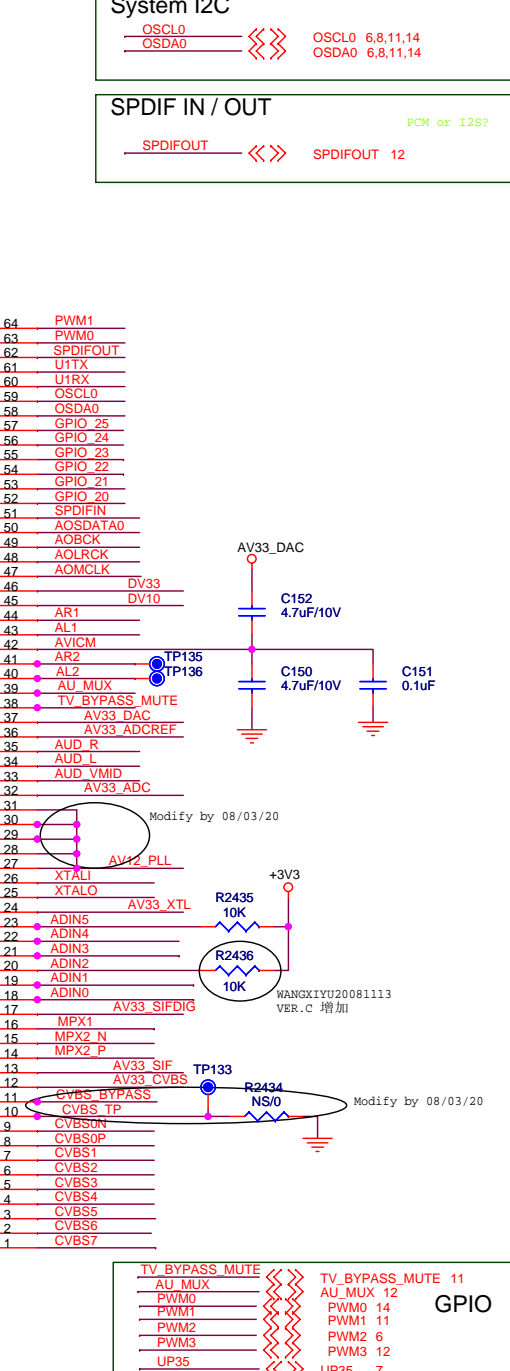 System I2C
OSCL0
OSDA0
OSCL0 6,8,11,14
OSDA0 6,8,11,14
SPDIF IN / OUT
PCM or I2S?
SPDIFOUT
SPDIFOUT 12
64 PWM1
63 PWM0
62 SPDIFOUT
61 U1TX
60 U1RX
59 OSCL0
58 OSDA0
57 GPIO_25
56 GPIO_24
55 GPIO_23
54 GPIO_22
53 GPIO_21
52 GPIO_20
51 SPDIFIN
50 AOSDATA0
49 AOBCK
48 AOLRCK
47 AOMCLK
46 DV33
45 DV10
44 AR1
43 AL1
42 AVICM
41 AR2
40 AL2
39 AU_MUX
38 TV_BYPASS_MUTE
37 AV33_DAC
36 AV33_ADCREF
35 AUD_R
34 AUD_L
33 AUD_VMID
32 AV33_ADC
31
30
29
28
27 AV12_PLL
26 XTALI
25 XTALO
24 AV33_XTL
23 ADIN5
22 ADIN4
21 ADIN3
20 ADIN2
19 ADIN1
18 ADIN0
17 AV33_SIFDIG
16 MPX1
15 MPX2_N
14 MPX2_P
13 AV33_SIF
12 AV33_CVBS
11 CVBS_BYPASS
10 CVBS_TP
9 CVBS0N
8 CVBS0P
7 CVBS1
6 CVBS2
5 CVBS3
4 CVBS4
3 CVBS5
2 CVBS6
1 CVBS7
AV33_DAC
C152
4.7uF/10V
TP135
TP136
C150
4.7uF/10V
C151
0.1uF
Modify by 08/03/20
+3V3
R2435
10K
R2436
10K
WANGXIYU20081113
VER.C 增加
TP133
R2434
NS/0
Modify by 08/03/20
TV_BYPASS_MUTE
AU_MUX
PWM0
PWM1
PWM2
PWM3
UP35
TV_BYPASS_MUTE 11
AU_MUX 12
PWM0 14
PWM1 11
PWM2 6
PWM3 12
UP35 7
GPIO